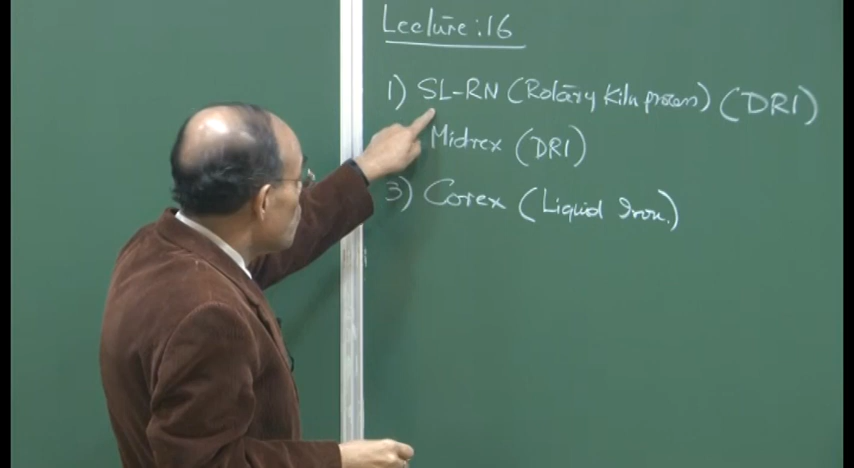 Lecture:16
1) SL-RN (Rotary Kiln process) (DRI)
Midrex (DRI)
3) Corex (Liquid Iron.)